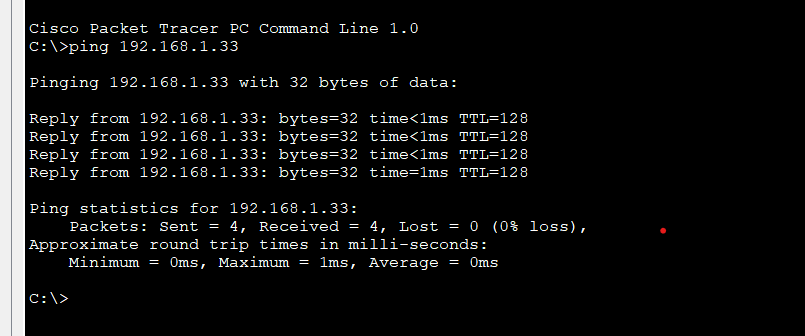 Cisco Packet Tracer PC Command Line 1.0
C:\>ping 192.168.1.33
Pinging 192.168.1.33 with 32 bytes of data:
Reply from 192.168.1.33: bytes=32 time<1ms TTL=128
Reply from 192.168.1.33: bytes=32 time<1ms TTL=128
Reply from 192.168.1.33: bytes=32 time<1ms TTL=128
Reply from 192.168.1.33: bytes=32 time=1ms TTL=128
Ping statistics for 192.168.1.33:
    Packets: Sent = 4, Received = 4, Lost = 0 (0% loss),
Approximate round trip times in milli-seconds:
    Minimum = 0ms, Maximum = 1ms, Average = 0ms
C:\>